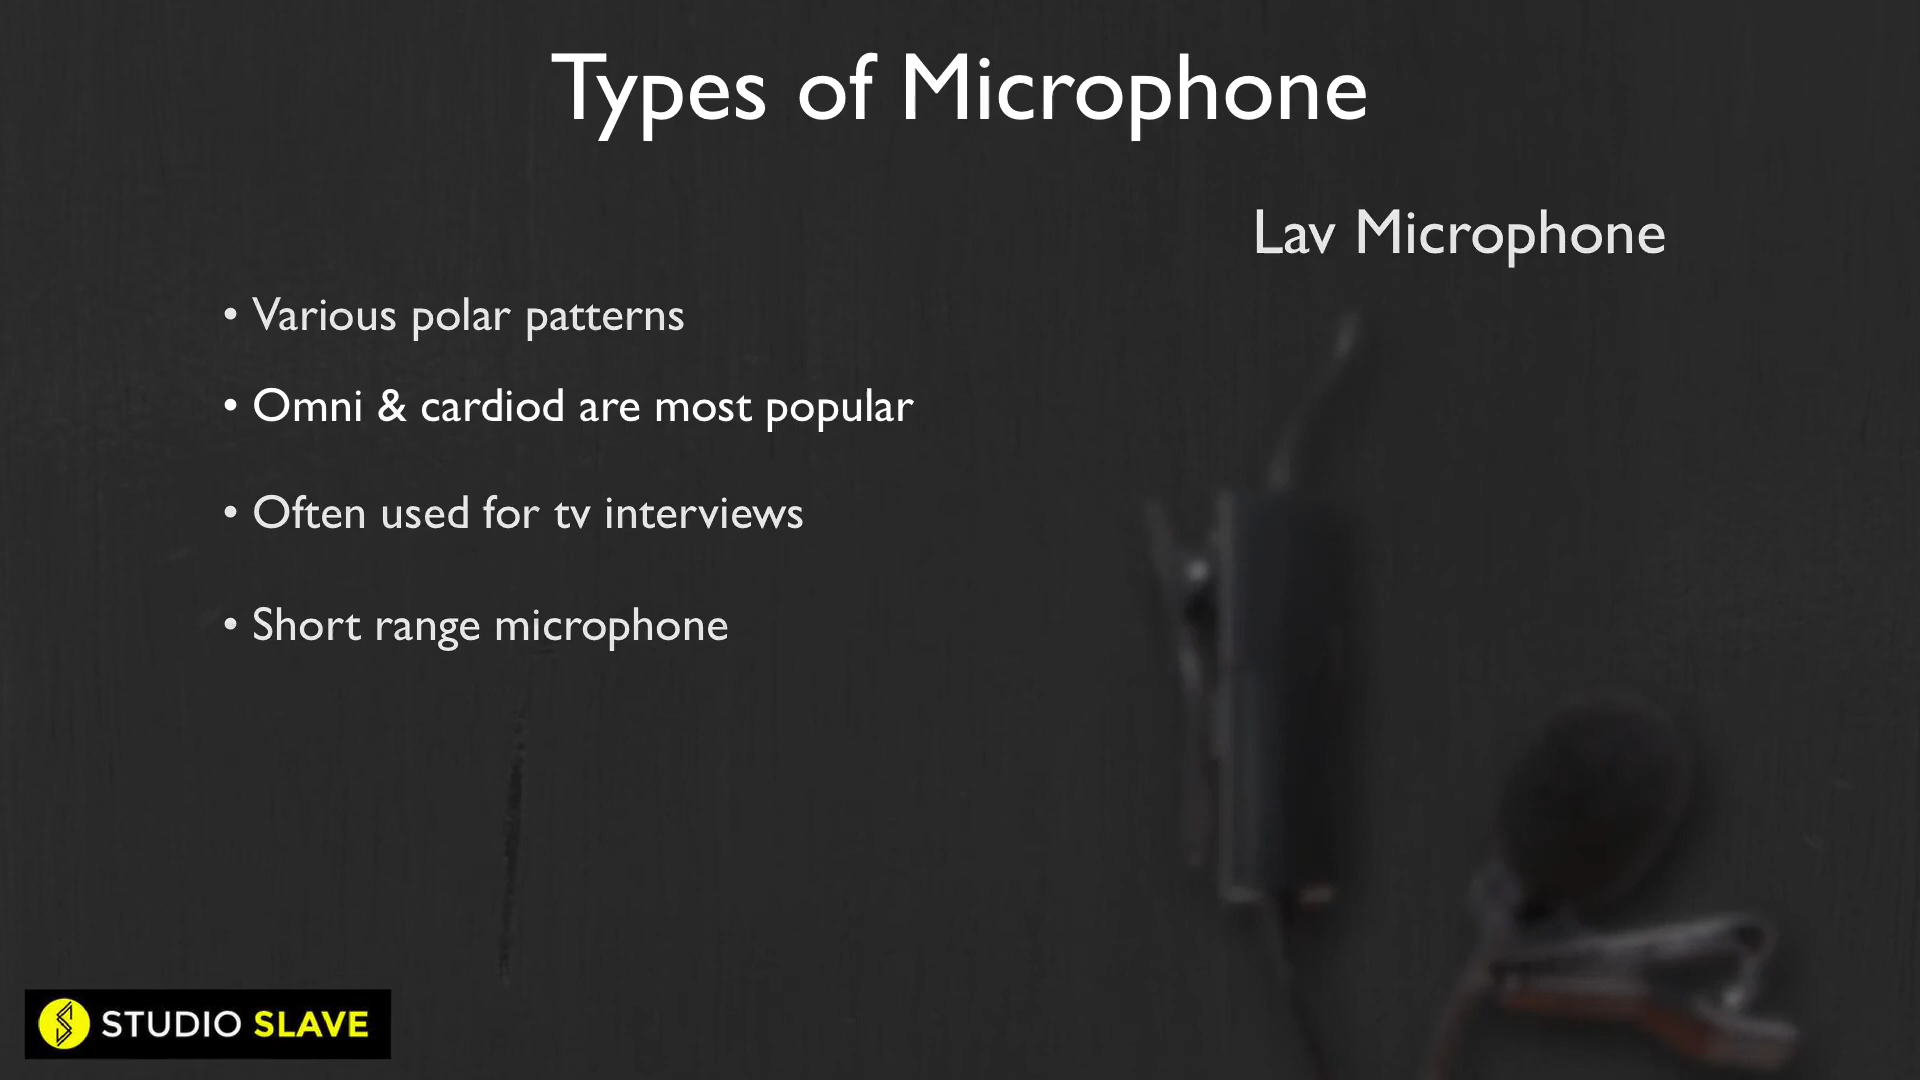 Types of Microphone
Lav Microphone
• Various polar patterns
• Omni & cardiod are most popular
• Often used for tv interviews
• Short range microphone
STUDIO SLAVE